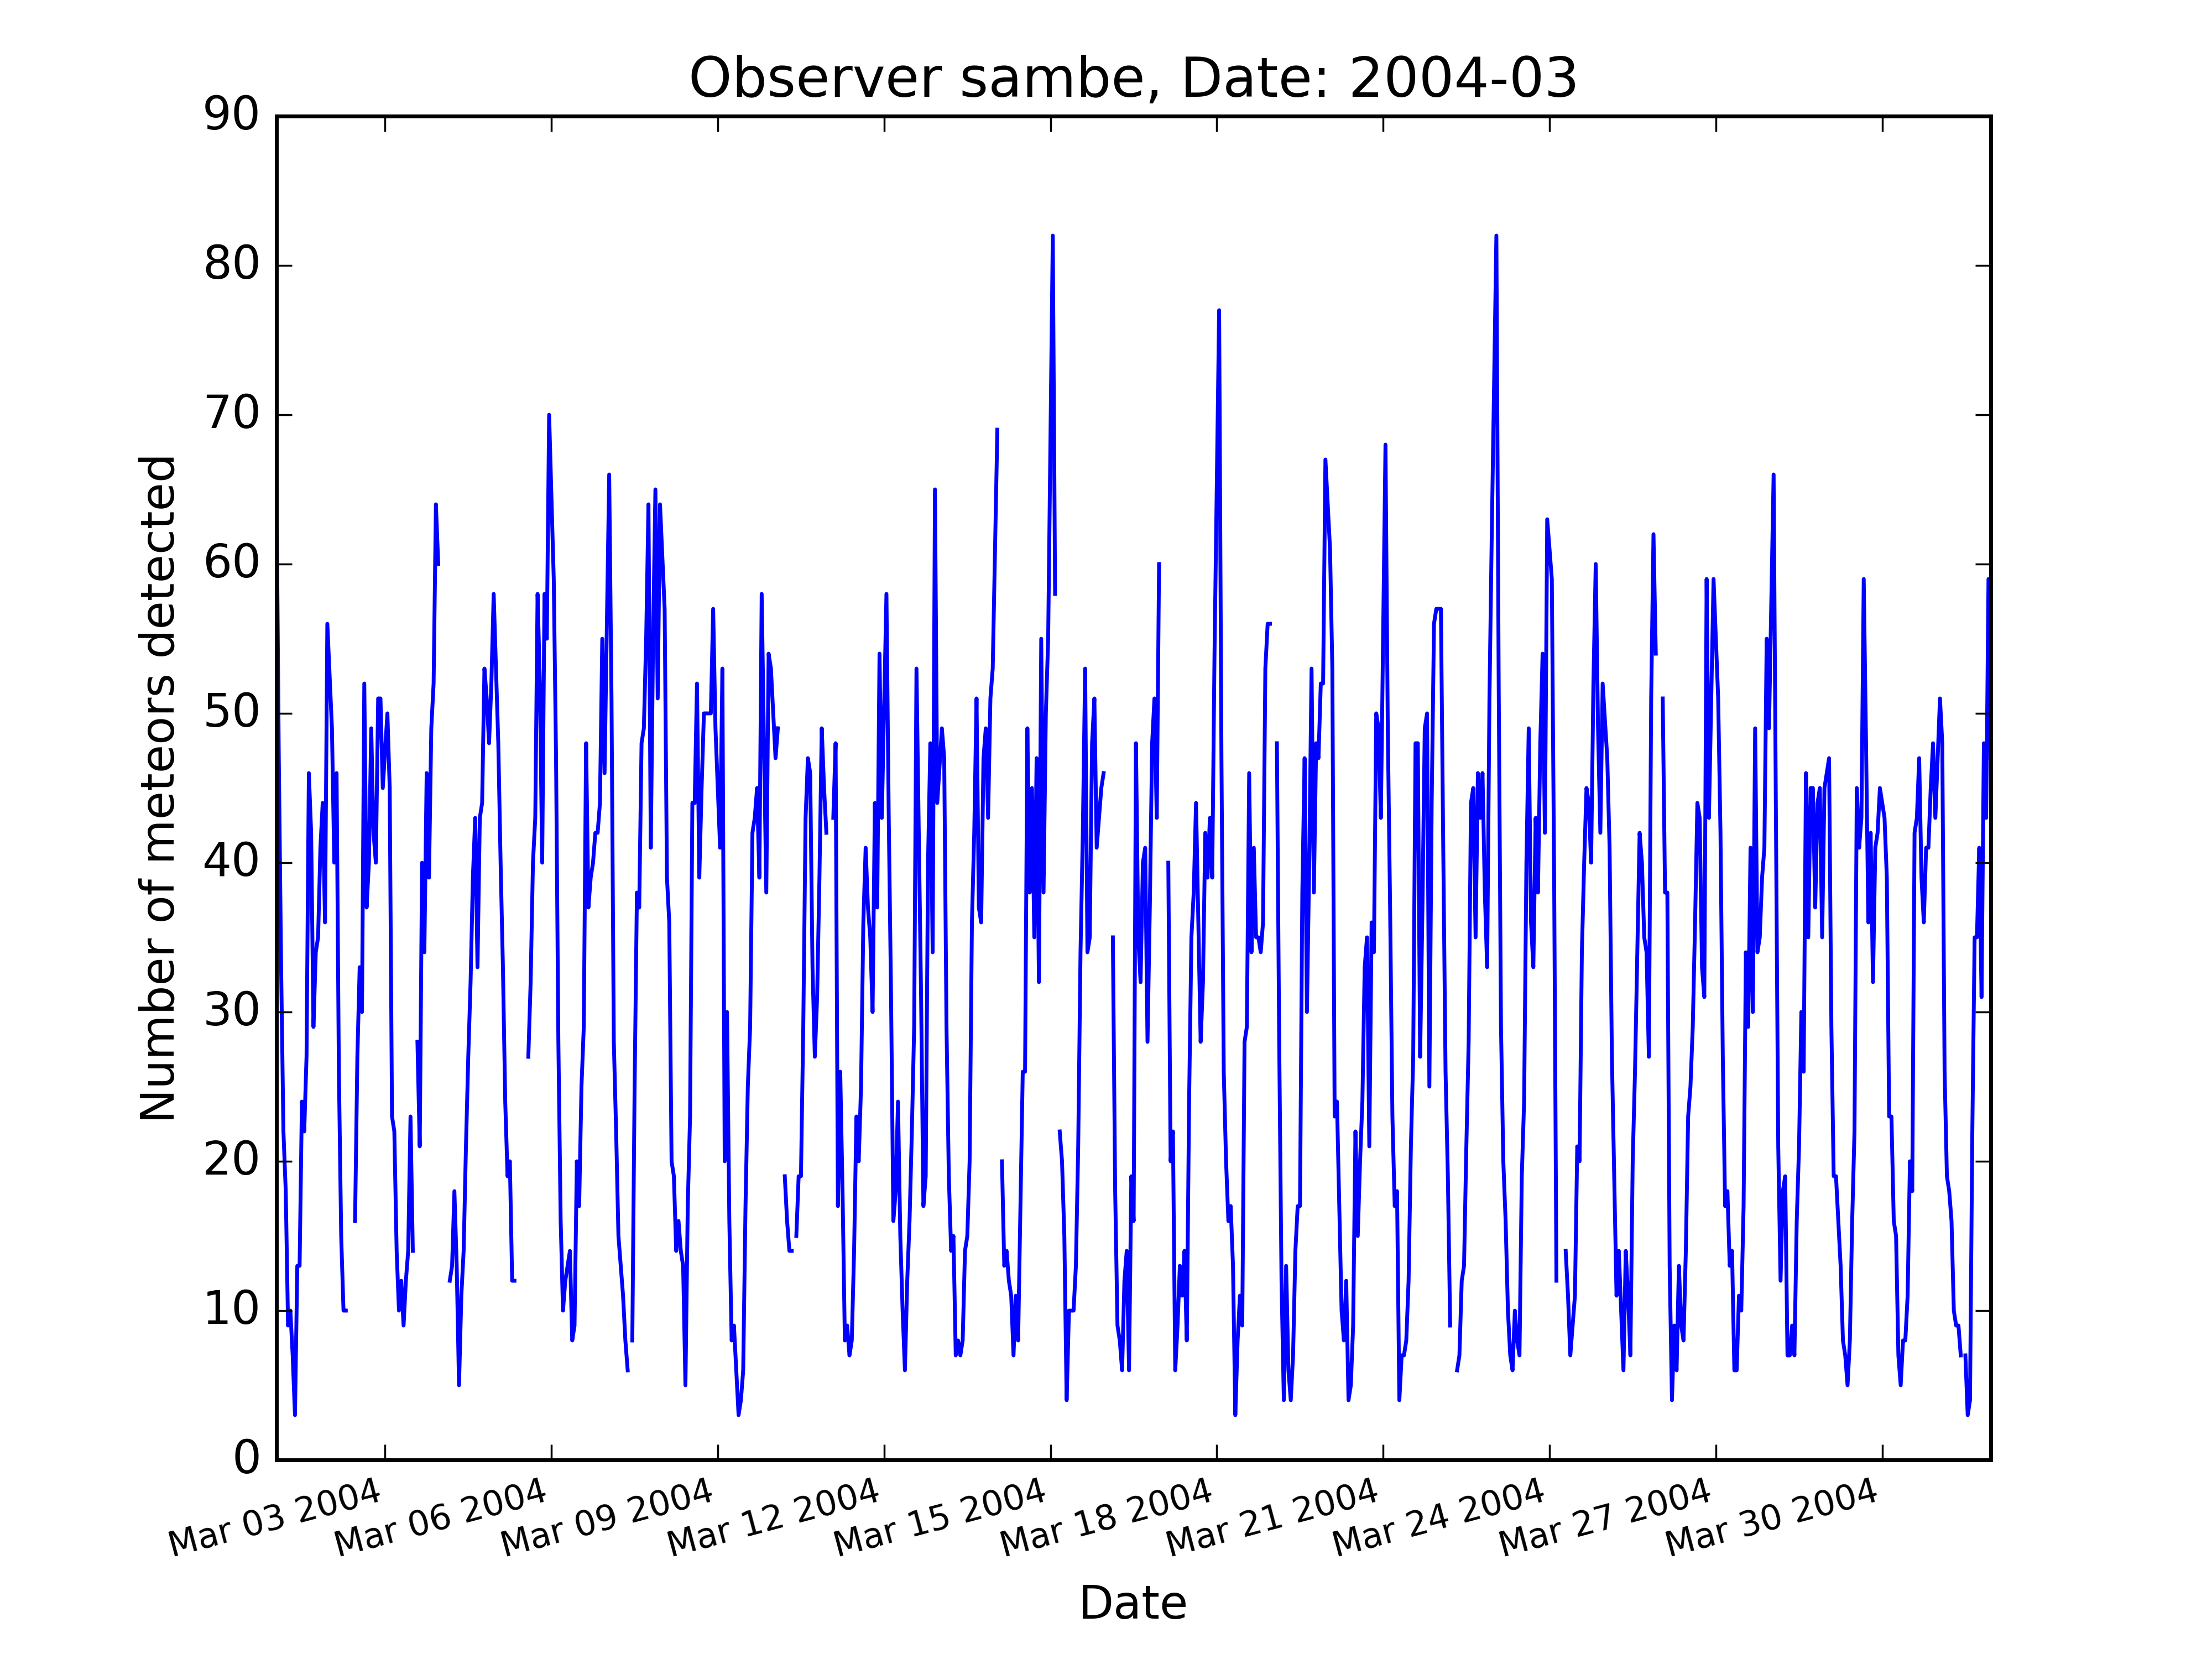 Observer sambe, Date: 2004-03
90
80
70
60
50
40
30
20
10
0
Number of meteors detected
Mar 03 2004
Mar 06 2004
Mar 09 2004
Mar 12 2004
Mar 15 2004
Mar 18 2004
Mar 21 2004
Mar 24 2004
Mar 27 2004
Mar 30 2004
Date